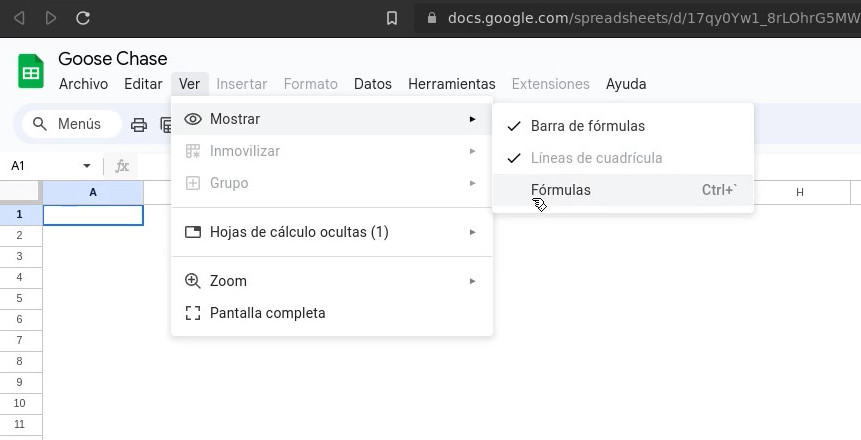 docs.google.com/spreadsheets/d/17qy0Yw1_8rLOhrG5MW
Goose Chase
Archivo Editar Ver Insertar Formato Datos Herramientas Extensiones Ayuda
Menús
A1 fx
Mostrar
Inmovilizar
Grupo
Hojas de cálculo ocultas (1)
Zoom
Pantalla completa
Barra de fórmulas
Líneas de cuadrícula
Fórmulas Ctrl+`
A H
1
2
3
4
5
6
7
8
9
10
11